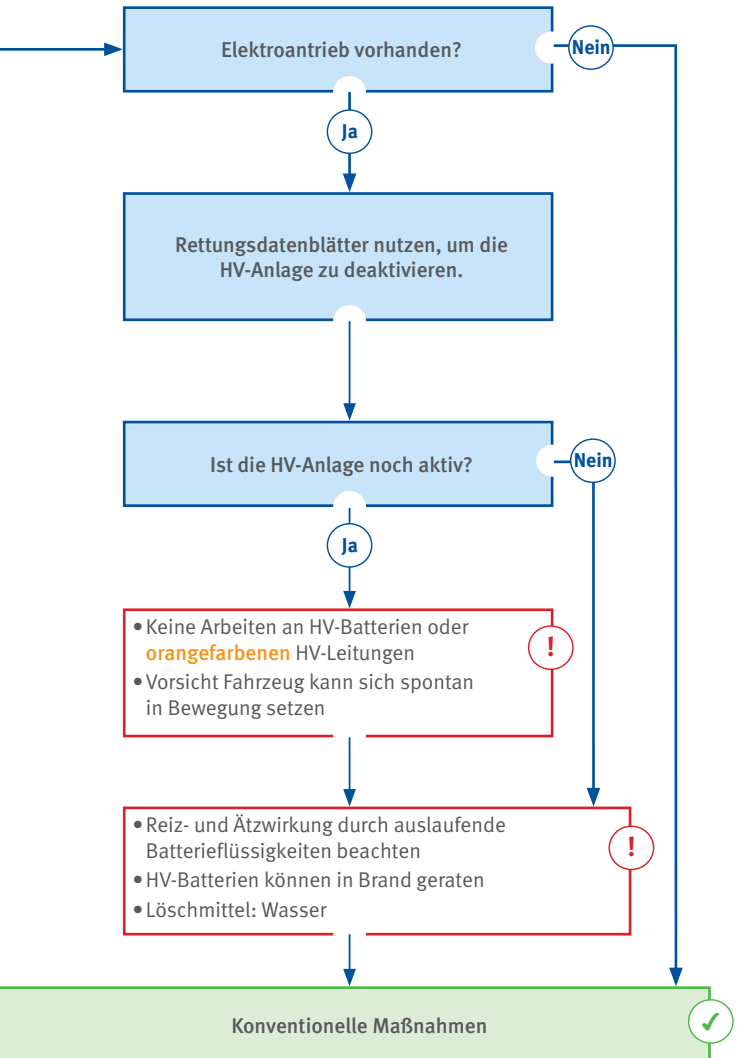 Elektroantrieb vorhanden?
Nein
Ja
Rettungsdatenblätter nutzen, um die
HV-Anlage zu deaktivieren.
Ist die HV-Anlage noch aktiv?
Nein
Ja
• Keine Arbeiten an HV-Batterien oder
orangefarbenen HV-Leitungen
!
• Vorsicht Fahrzeug kann sich spontan
in Bewegung setzen
• Reiz- und Ätzwirkung durch auslaufende
Batterieflüssigkeiten beachten
!
• HV-Batterien können in Brand geraten
• Löschmittel: Wasser
Konventionelle Maßnahmen
✓